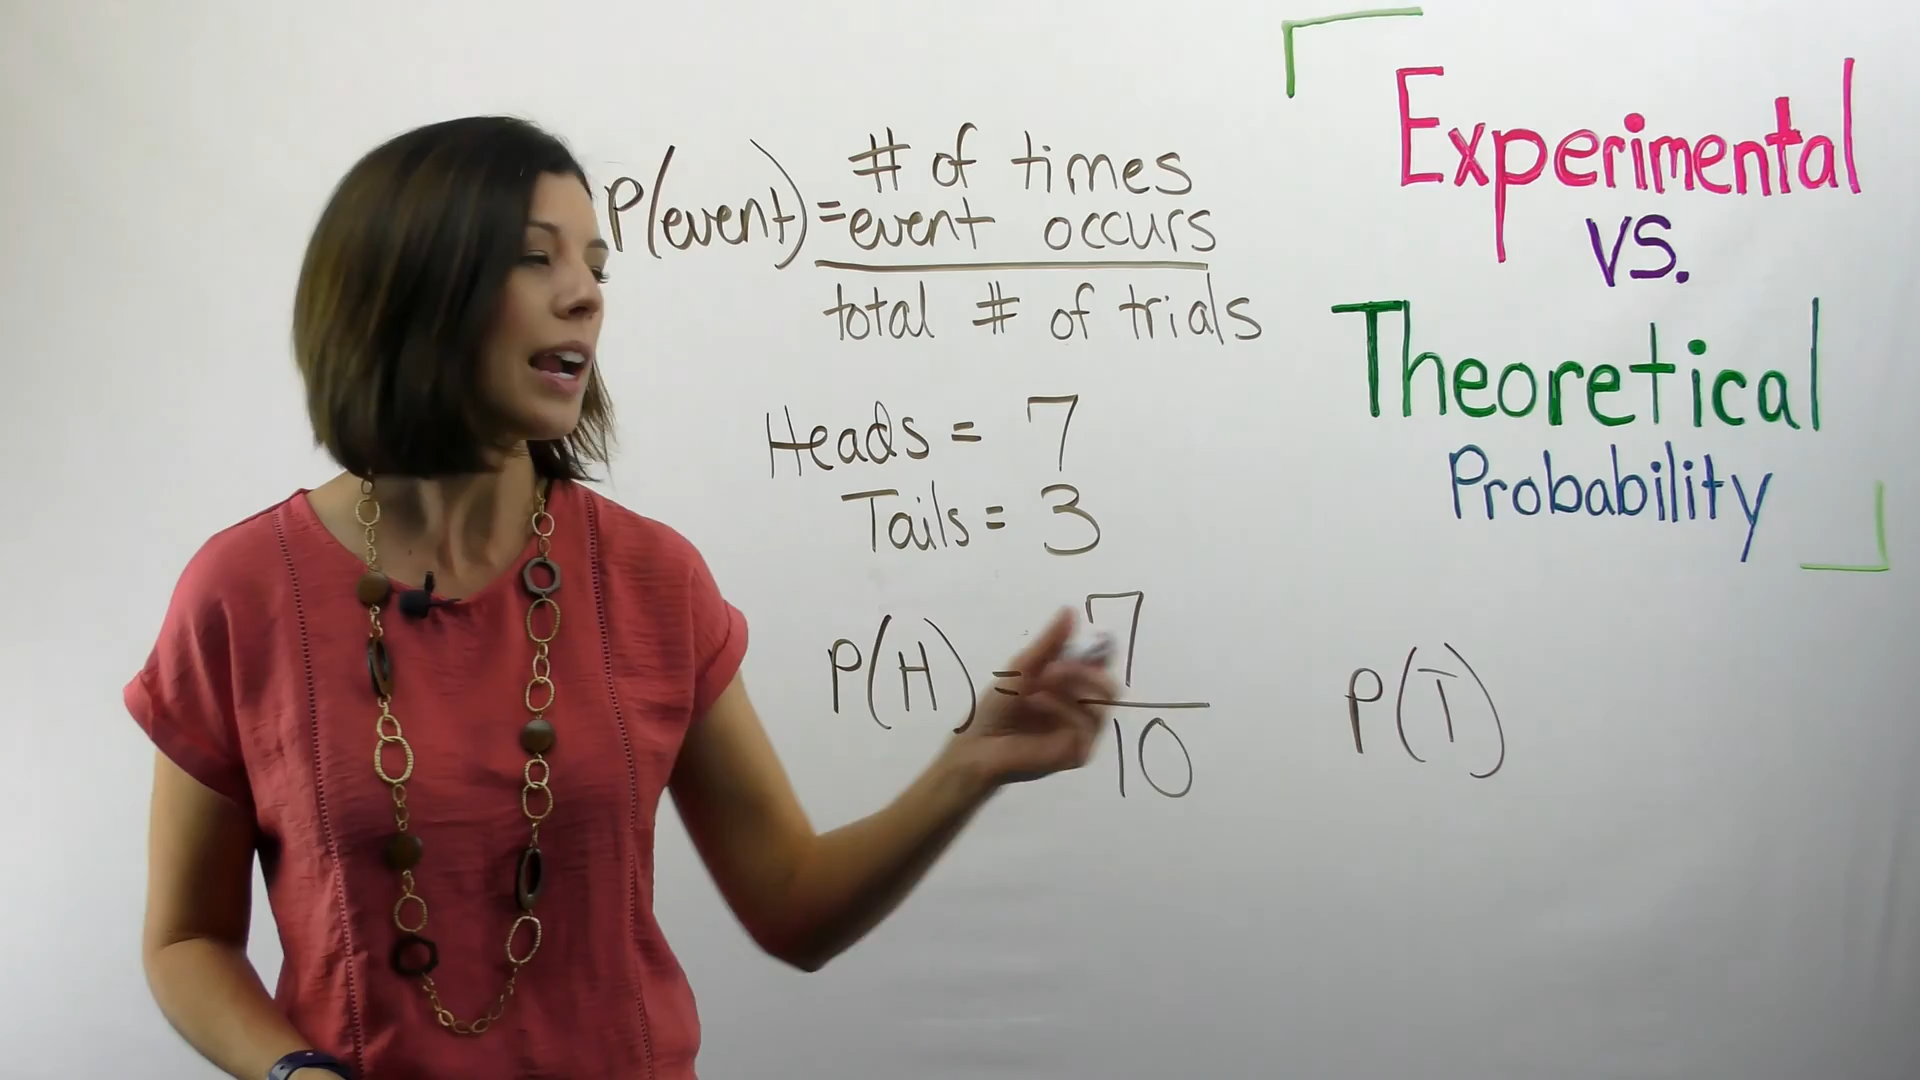 P(event) = # of times
event occurs
total # of trials
Heads = 7
Tails = 3
P(H) = 7
10
P(T)
Experimental
vs.
Theoretical
Probability